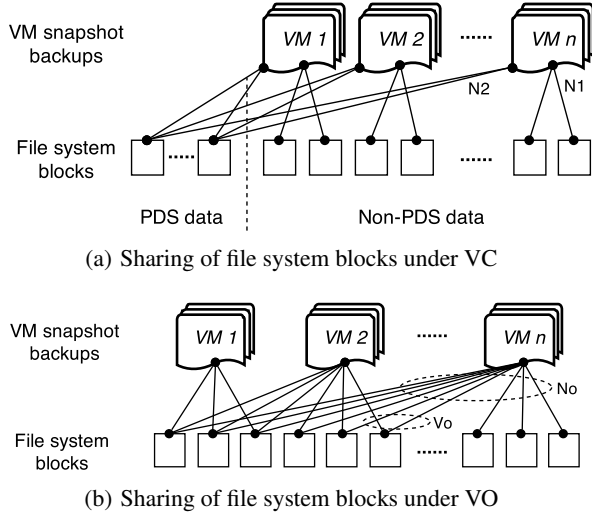 VM snapshot
backups
VM 1
VM 2
......
VM n
N2
N1
File system
blocks
......
......
PDS data
Non-PDS data
(a) Sharing of file system blocks under VC
VM snapshot
backups
VM 1
VM 2
......
VM n
No
Vo
File system
blocks
......
(b) Sharing of file system blocks under VO